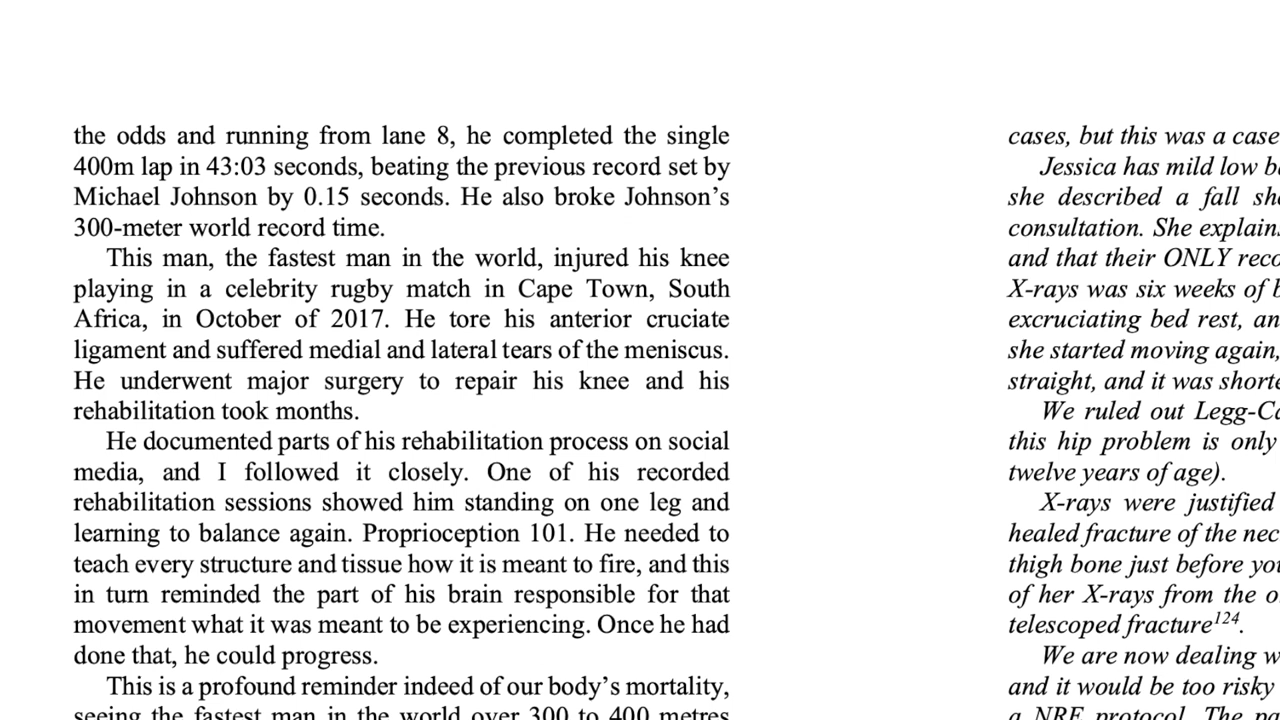 the odds and running from lane 8, he completed the single
400m lap in 43:03 seconds, beating the previous record set by
Michael Johnson by 0.15 seconds. He also broke Johnson’s
300-meter world record time.
This man, the fastest man in the world, injured his knee
playing in a celebrity rugby match in Cape Town, South
Africa, in October of 2017. He tore his anterior cruciate
ligament and suffered medial and lateral tears of the meniscus.
He underwent major surgery to repair his knee and his
rehabilitation took months.
He documented parts of his rehabilitation process on social
media, and I followed it closely. One of his recorded
rehabilitation sessions showed him standing on one leg and
learning to balance again. Proprioception 101. He needed to
teach every structure and tissue how it is meant to fire, and this
in turn reminded the part of his brain responsible for that
movement what it was meant to be experiencing. Once he had
done that, he could progress.
This is a profound reminder indeed of our body’s mortality,
seeing the fastest man in the world over 300 to 400 metres
cases, but this was a case
Jessica has mild low
she described a fall
consultation. She
and that their ONLY
X-rays was six weeks of
excruciating bed rest,
she started moving again,
straight, and it was
We ruled out
this hip problem is only
twelve years of age).
X-rays were justified
healed fracture of the
thigh bone just before
of her X-rays from the
telescoped fracture124.
We are now dealing
and it would be too risky
a NRF protocol. The